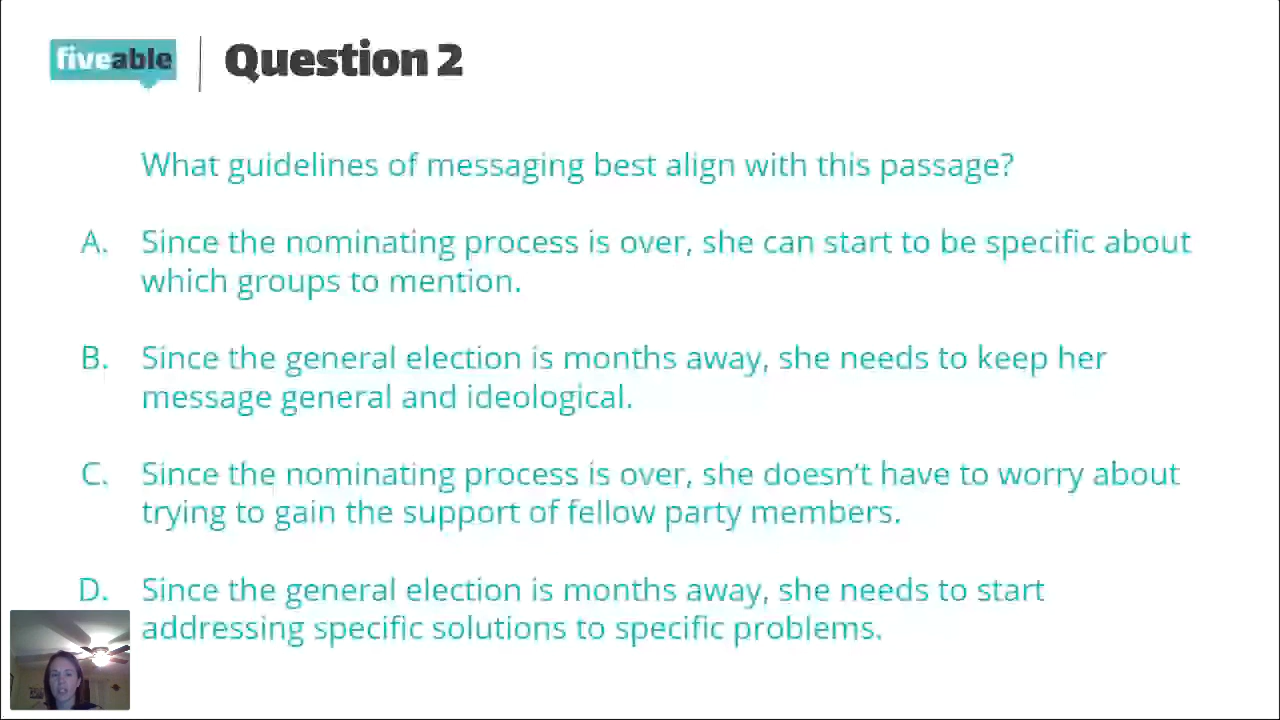 fiveable
Question 2
What guidelines of messaging best align with this passage?
A. Since the nominating process is over, she can start to be specific about
which groups to mention.
B. Since the general election is months away, she needs to keep her
message general and ideological.
C. Since the nominating process is over, she doesn't have to worry about
trying to gain the support of fellow party members.
D. Since the general election is months away, she needs to start
addressing specific solutions to specific problems.